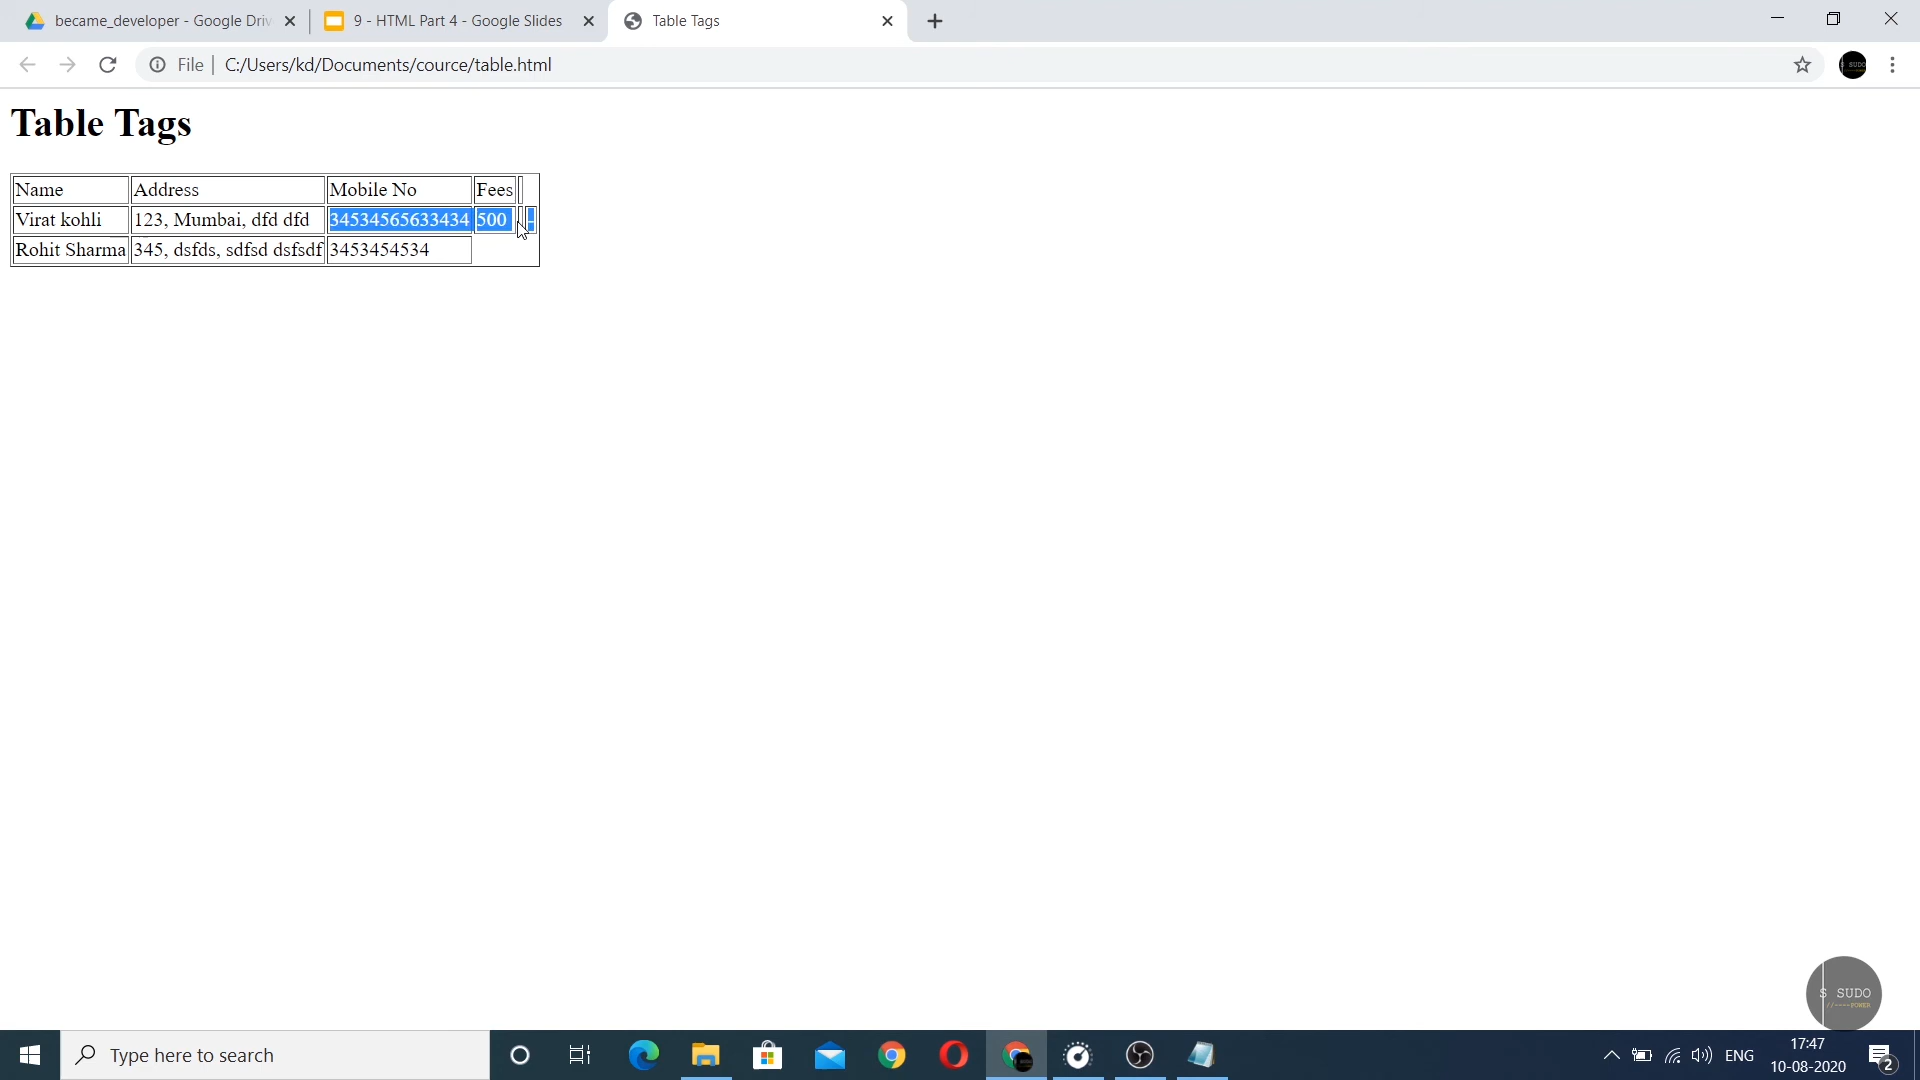 became_developer - Google Driv
9 - HTML Part 4 - Google Slides
Table Tags
File | C:/Users/kd/Documents/cource/table.html
Table Tags
Name Address Mobile No Fees
Virat kohli 123, Mumbai, dfd dfd 34534565633434 500 -
Rohit Sharma 345, dsfds, sdfsd dsfsdf 3453454534
$ SUDO
//----POWER
Type here to search
ENG
17:47
10-08-2020
2